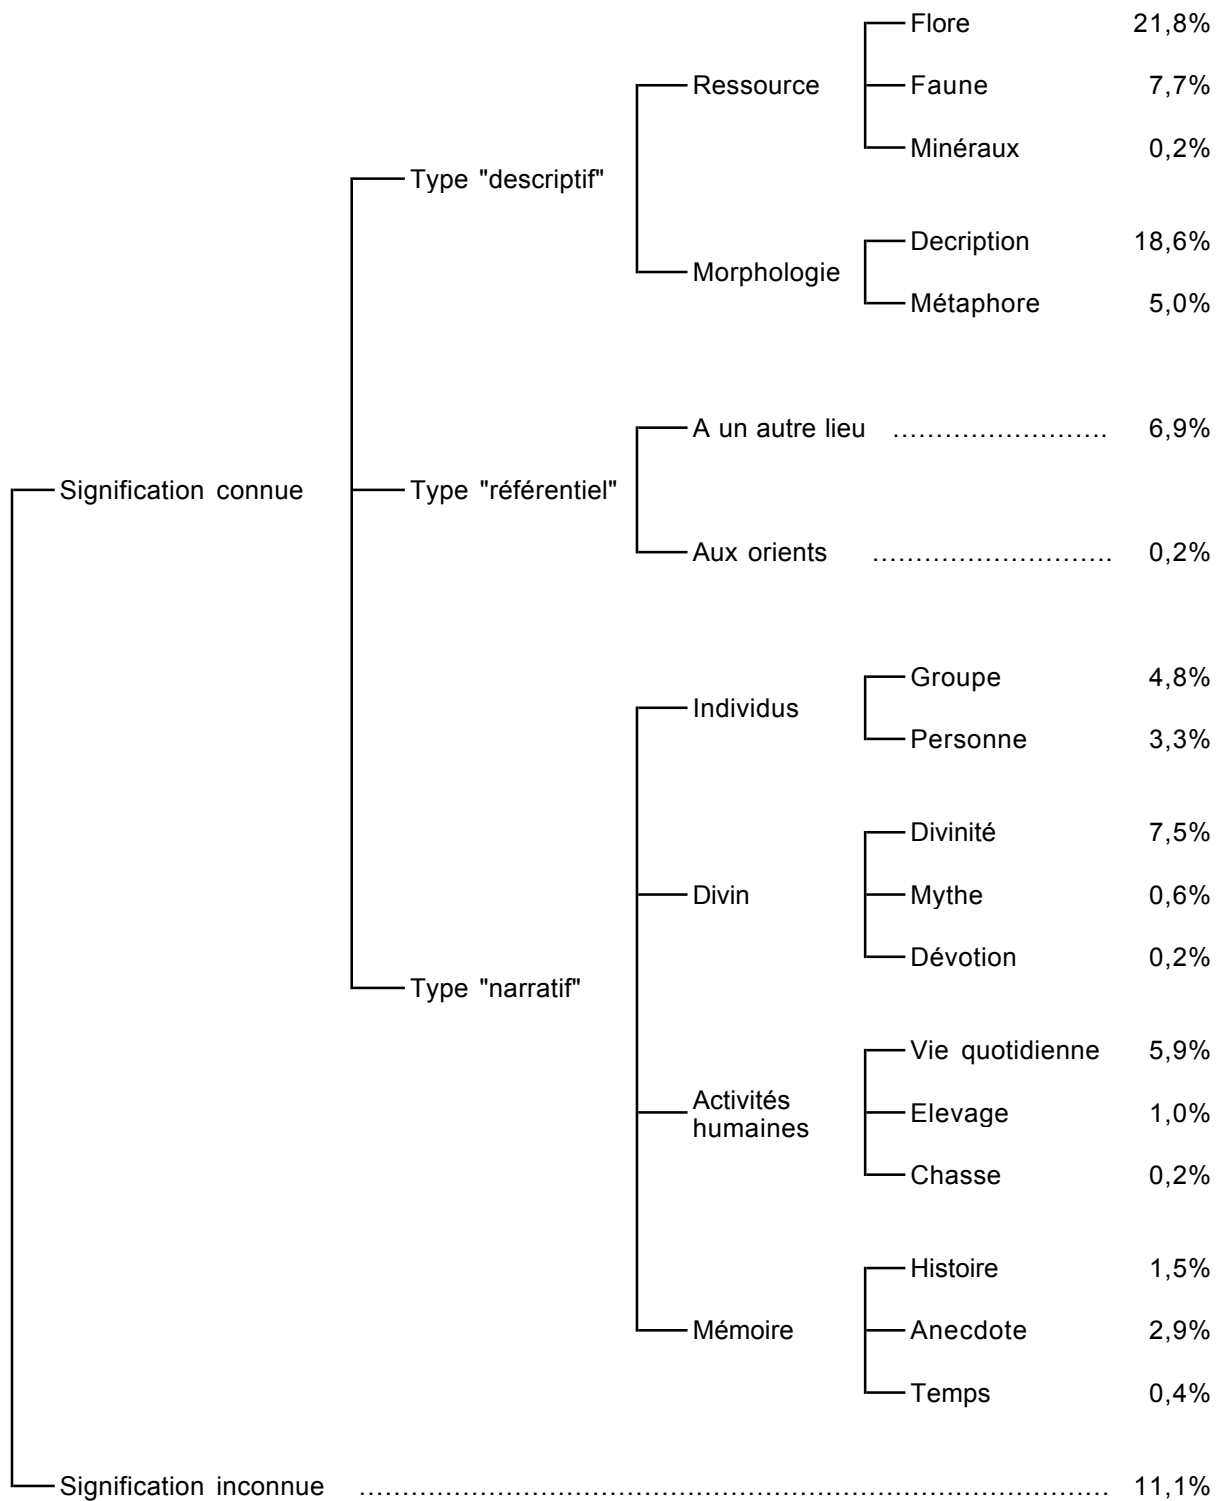 Flore 21,8%
Ressource Faune 7,7%
Minéraux 0,2%
Type "descriptif"
Decription 18,6%
Morphologie
Métaphore 5,0%
A un autre lieu ……………………. 6,9%
Signification connue Type "référentiel"
Aux orients ………………………. 0,2%
Groupe 4,8%
Individus
Personne 3,3%
Divinité 7,5%
Divin Mythe 0,6%
Dévotion 0,2%
Type "narratif"
Vie quotidienne 5,9%
Activités
humaines Elevage 1,0%
Chasse 0,2%
Histoire 1,5%
Mémoire Anecdote 2,9%
Temps 0,4%
Signification inconnue …………………………………………………………………………… 11,1%